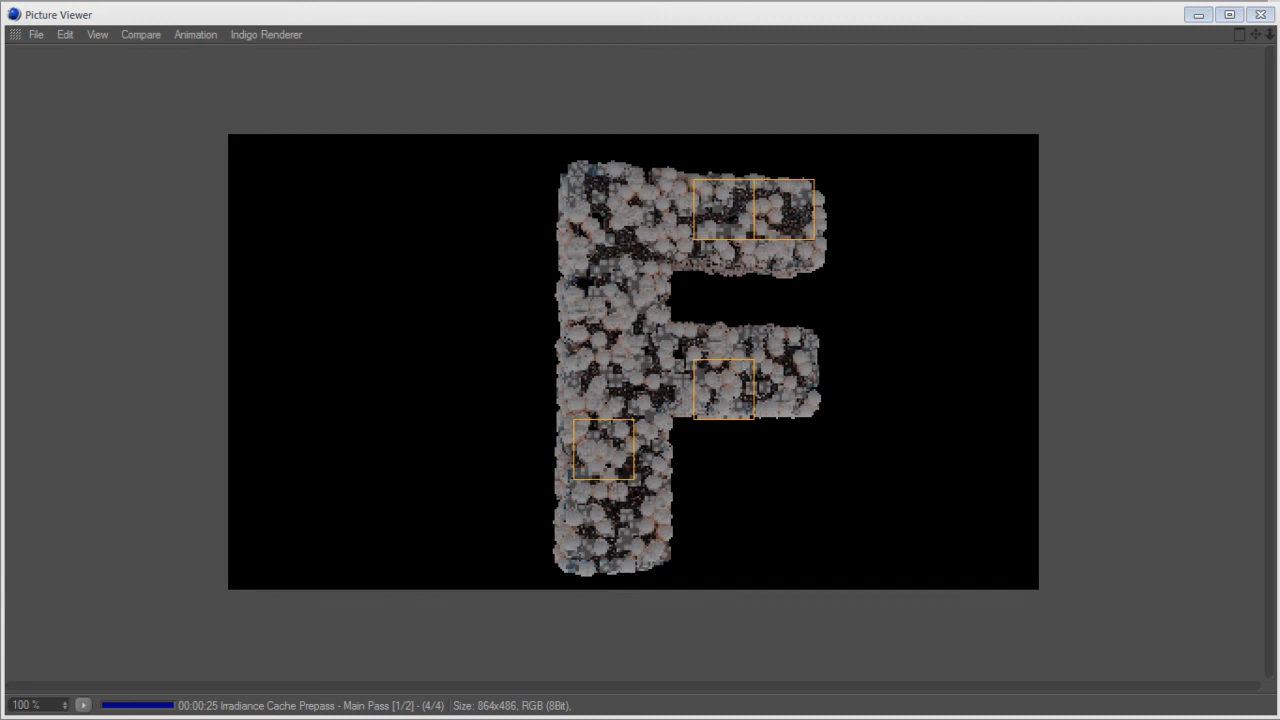 Picture Viewer
File Edit View Compare Animation Indigo Renderer
F
100 % 00:00:25 Irradiance Cache Prepass - Main Pass [1/2] - (4/4) Size: 864x486, RGB (8Bit),